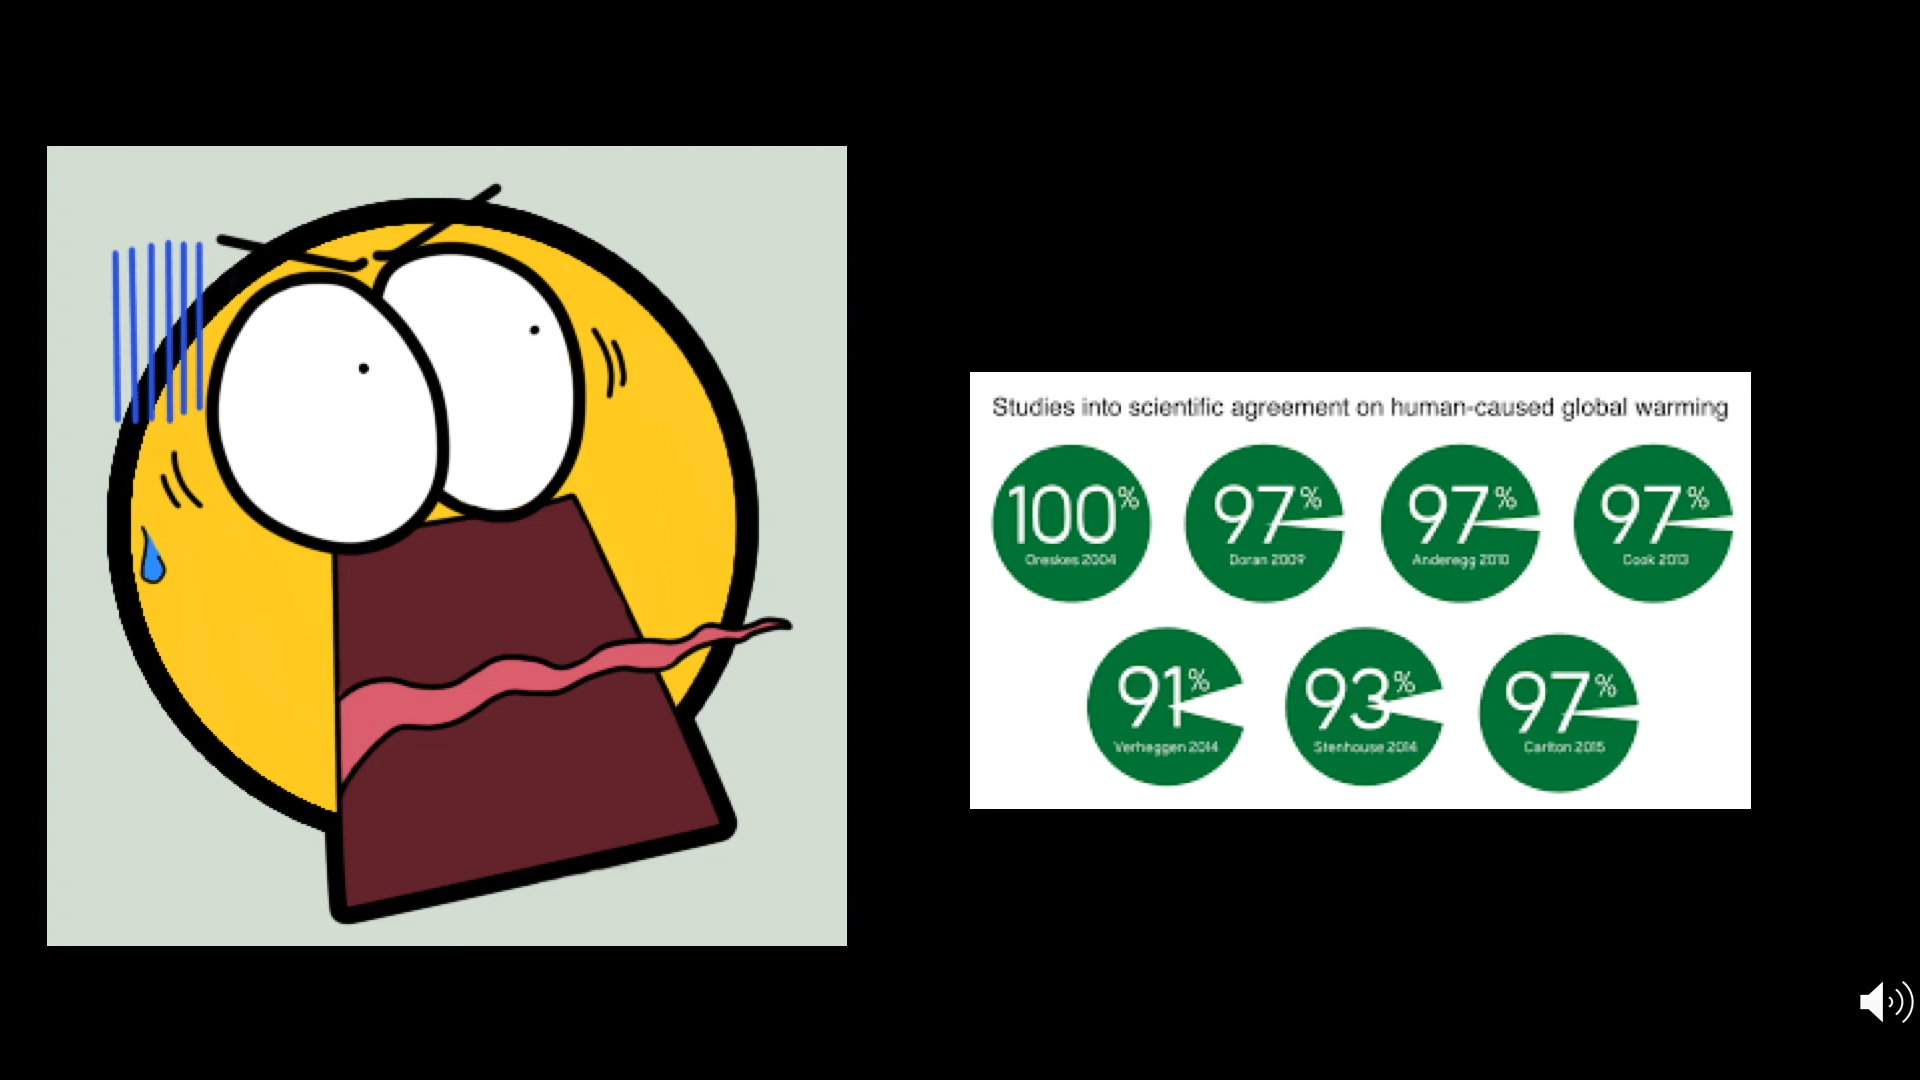 Studies into scientific agreement on human-caused global warming
100% 97% 97% 97%
Oreskes 2004 Doran 2009 Anderegg 2010 Cook 2013
91% 93% 97%
Verheggen 2014 Stenhouse 2014 Carlton 2015